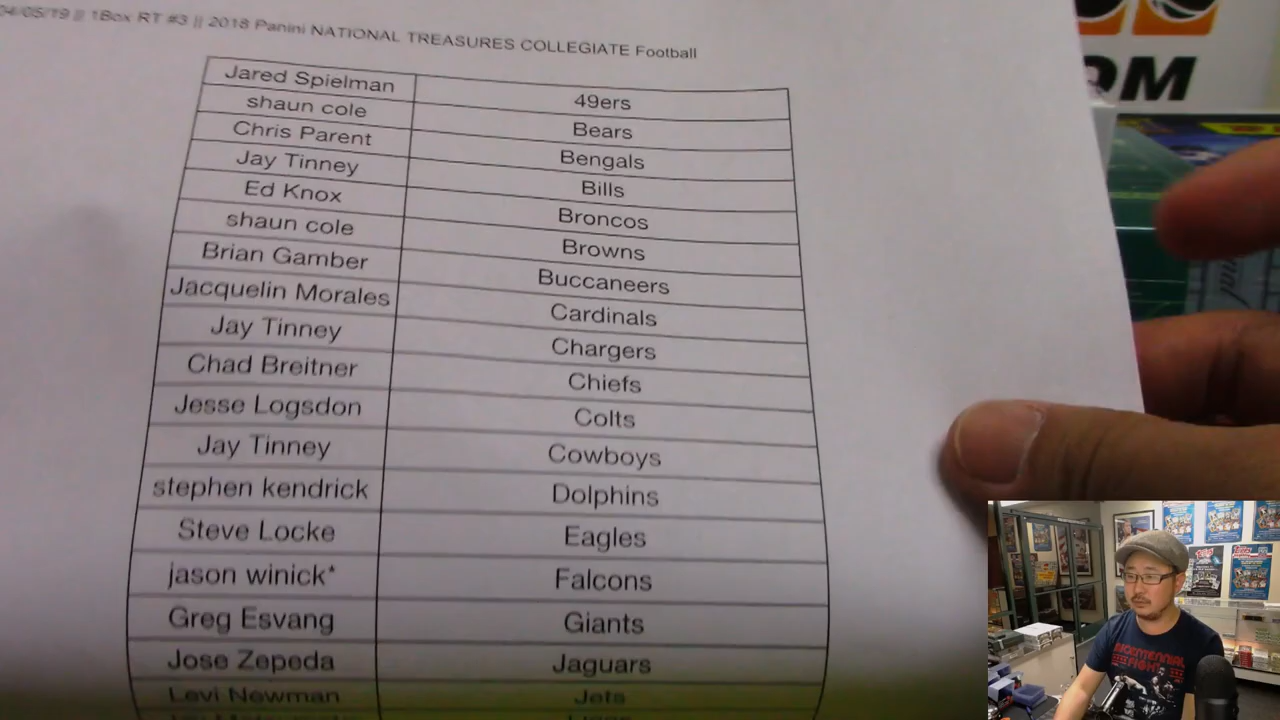 04/05/19 || 1Box RT #3 || 2018 Panini NATIONAL TREASURES COLLEGIATE Football
OM
Jared Spielman 49ers
shaun cole Bears
Chris Parent Bengals
Jay Tinney Bills
Ed Knox Broncos
shaun cole Browns
Brian Gamber Buccaneers
Jacquelin Morales Cardinals
Jay Tinney Chargers
Chad Breitner Chiefs
Jesse Logsdon Colts
Jay Tinney Cowboys
stephen kendrick Dolphins
Steve Locke Eagles
jason winick* Falcons
Greg Esvang Giants
Jose Zepeda Jaguars
Levi Newman Jets